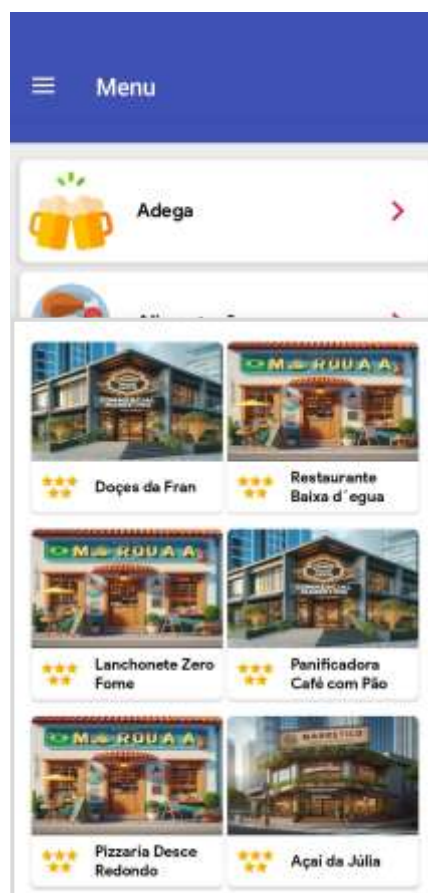 Menu
Adega
Doçes da Fran
Restaurante
Baixa d´egua
Lanchonete Zero
Fome
Panificadora
Café com Pão
Pizzaria Desce
Redondo
Açai da Júlia